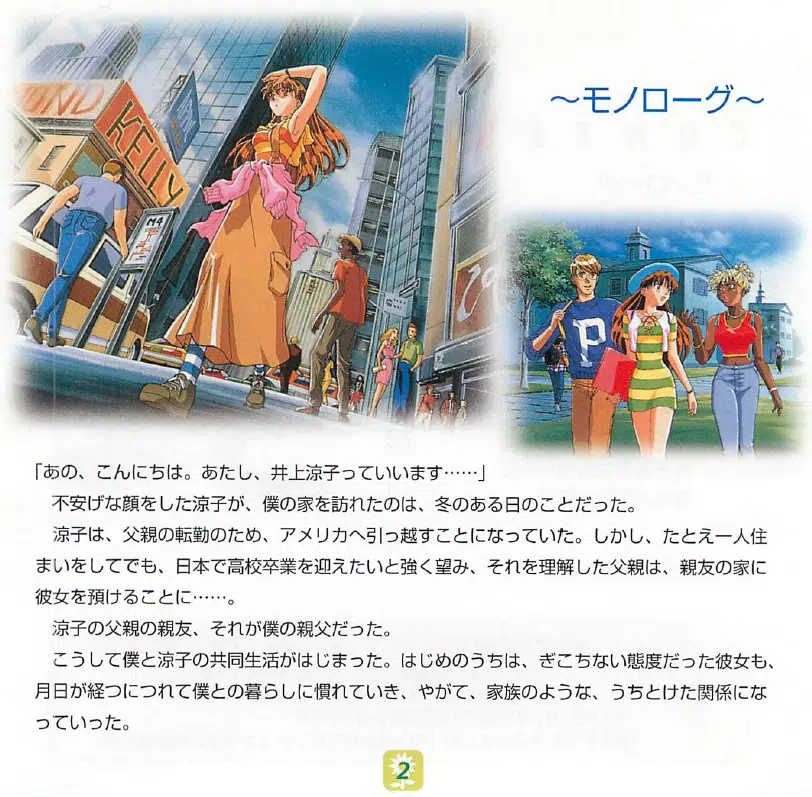 ～モノローグ～
OND
KELLY
M4
P
「あの、こんにちは。あたし、井上涼子っていいます……」
不安げな顔をした涼子が、僕の家を訪れたのは、冬のある日のことだった。
涼子は、父親の転勤のため、アメリカへ引っ越すことになっていた。しかし、たとえ一人住
まいをしてでも、日本で高校卒業を迎えたいと強く望み、それを理解した父親は、親友の家に
彼女を預けることに……。
涼子の父親の親友、それが僕の親父だった。
こうして僕と涼子の共同生活がはじまった。はじめのうちは、ぎこちない態度だった彼女も、
月日が経つにつれて僕との暮らしに慣れていき、やがて、家族のような、うちとけた関係にな
っていった。
2